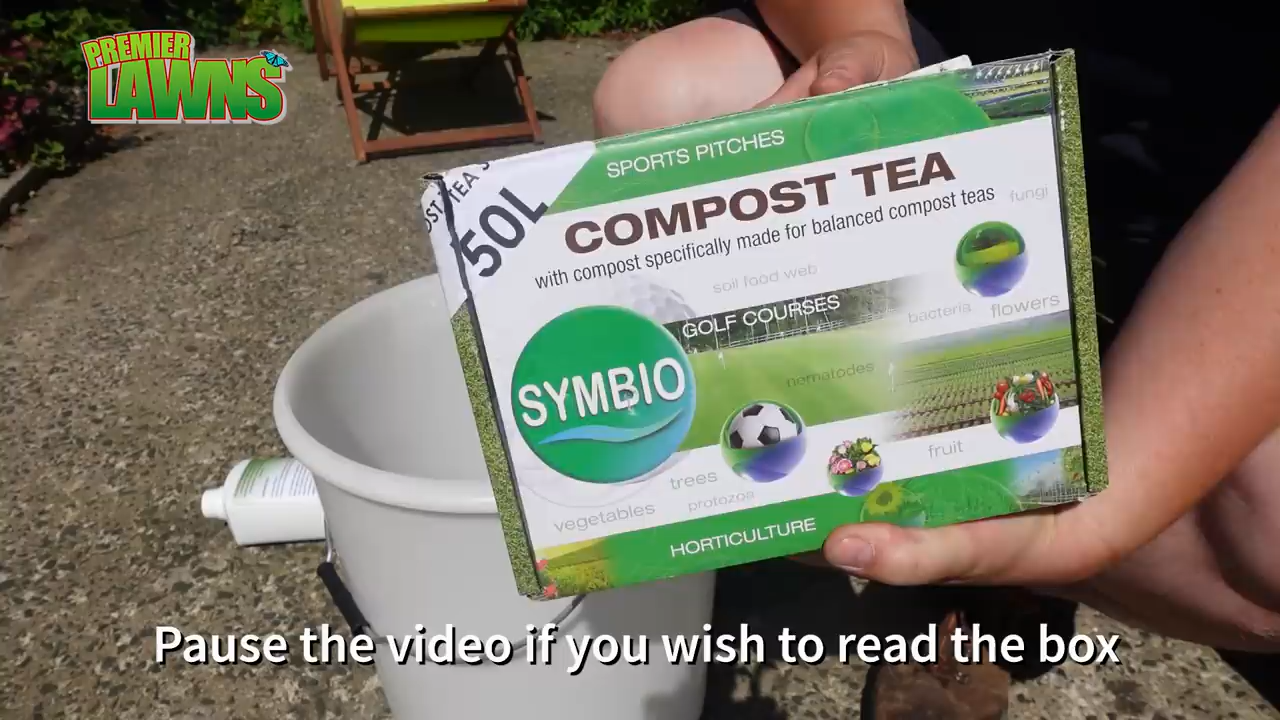 PREMIER
LAWNS
OST TEA
50L
SPORTS PITCHES
COMPOST TEA
with compost specifically made for balanced compost teas
fungi
soil food web
GOLF COURSES
bacteria
flowers
SYMBIO
nematodes
trees
fruit
vegetables
protozoa
HORTICULTURE
Pause the video if you wish to read the box